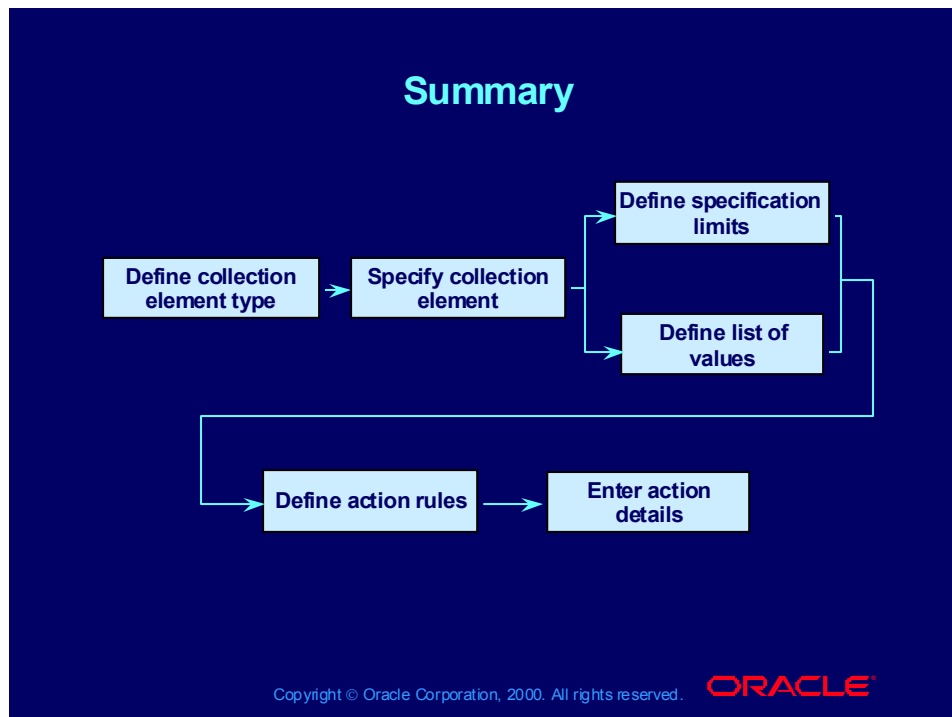 Summary
Define collection
element type
Specify collection
element
Define specification
limits
Define list of
values
Define action rules
Enter action
details
Copyright © Oracle Corporation, 2000. All rights reserved.
ORACLE®